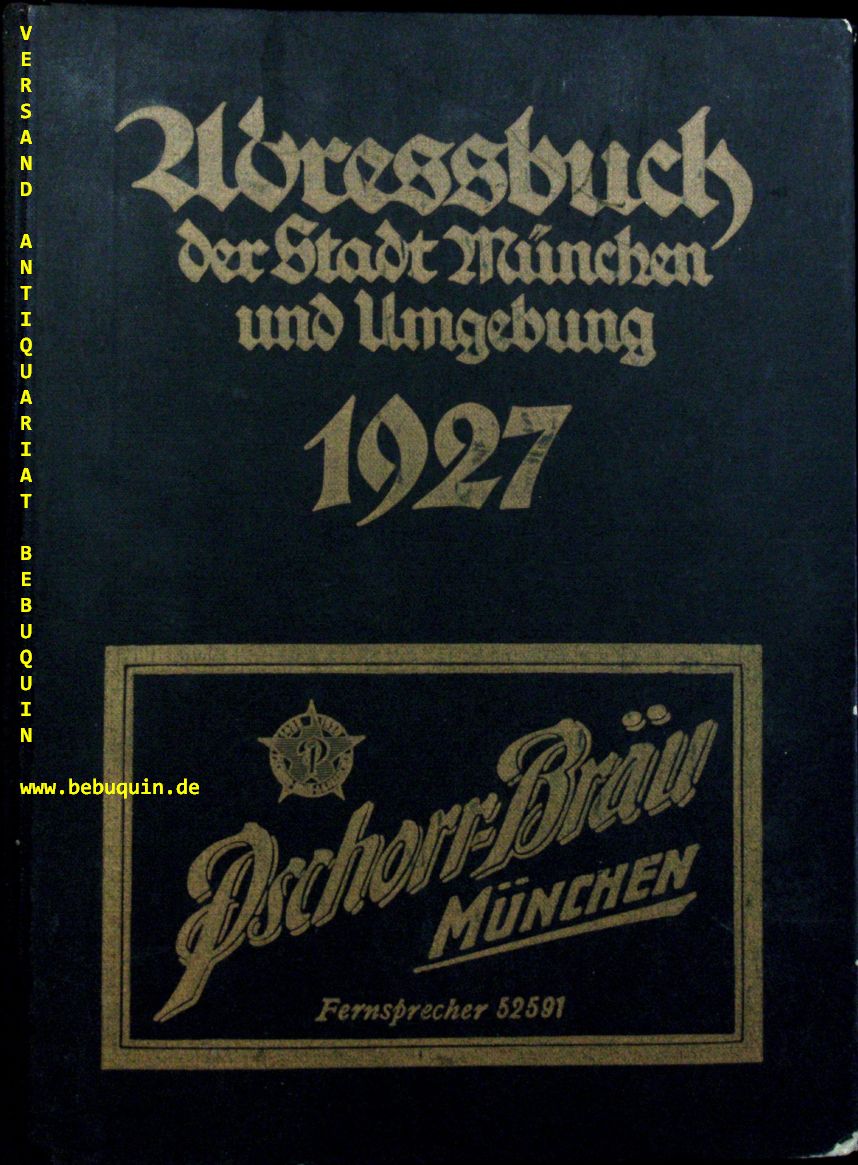 VERSAND ANTIQUARIAT BEBUQUIN
www.bebuquin.de
Adressbuch
der Stadt München
und Umgebung
1927
P
Pschorr-Bräu
MÜNCHEN
Fernsprecher 52591